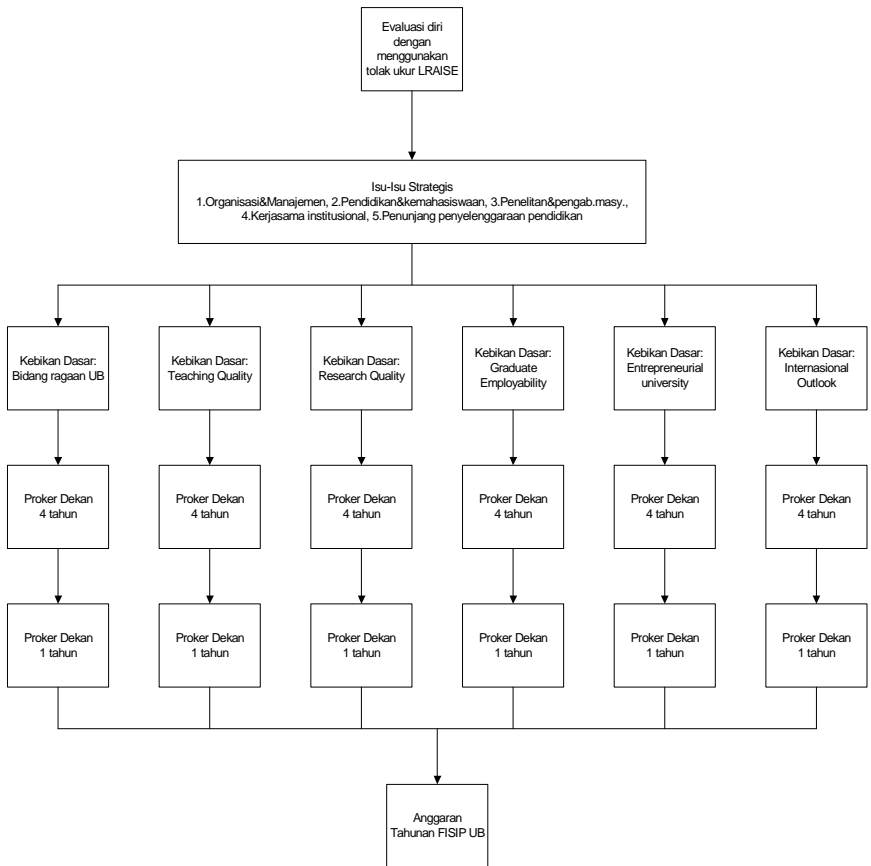 Evaluasi diri
dengan
menggunakan
tolak ukur LRAISE
Isu-Isu Strategis
1.Organisasi&Manajemen, 2.Pendidikan&kemahasiswaan, 3.Penelitan&pengab.masy.,
4.Kerjasama institusional, 5.Penunjang penyelenggaraan pendidikan
Kebikan Dasar:
Bidang ragaan UB
Kebikan Dasar:
Teaching Quality
Kebikan Dasar:
Research Quality
Kebikan Dasar:
Graduate
Employability
Kebikan Dasar:
Entrepreneurial
university
Kebikan Dasar:
Internasional
Outlook
Proker Dekan
4 tahun
Proker Dekan
4 tahun
Proker Dekan
4 tahun
Proker Dekan
4 tahun
Proker Dekan
4 tahun
Proker Dekan
4 tahun
Proker Dekan
1 tahun
Proker Dekan
1 tahun
Proker Dekan
1 tahun
Proker Dekan
1 tahun
Proker Dekan
1 tahun
Proker Dekan
1 tahun
Anggaran
Tahunan FISIP UB